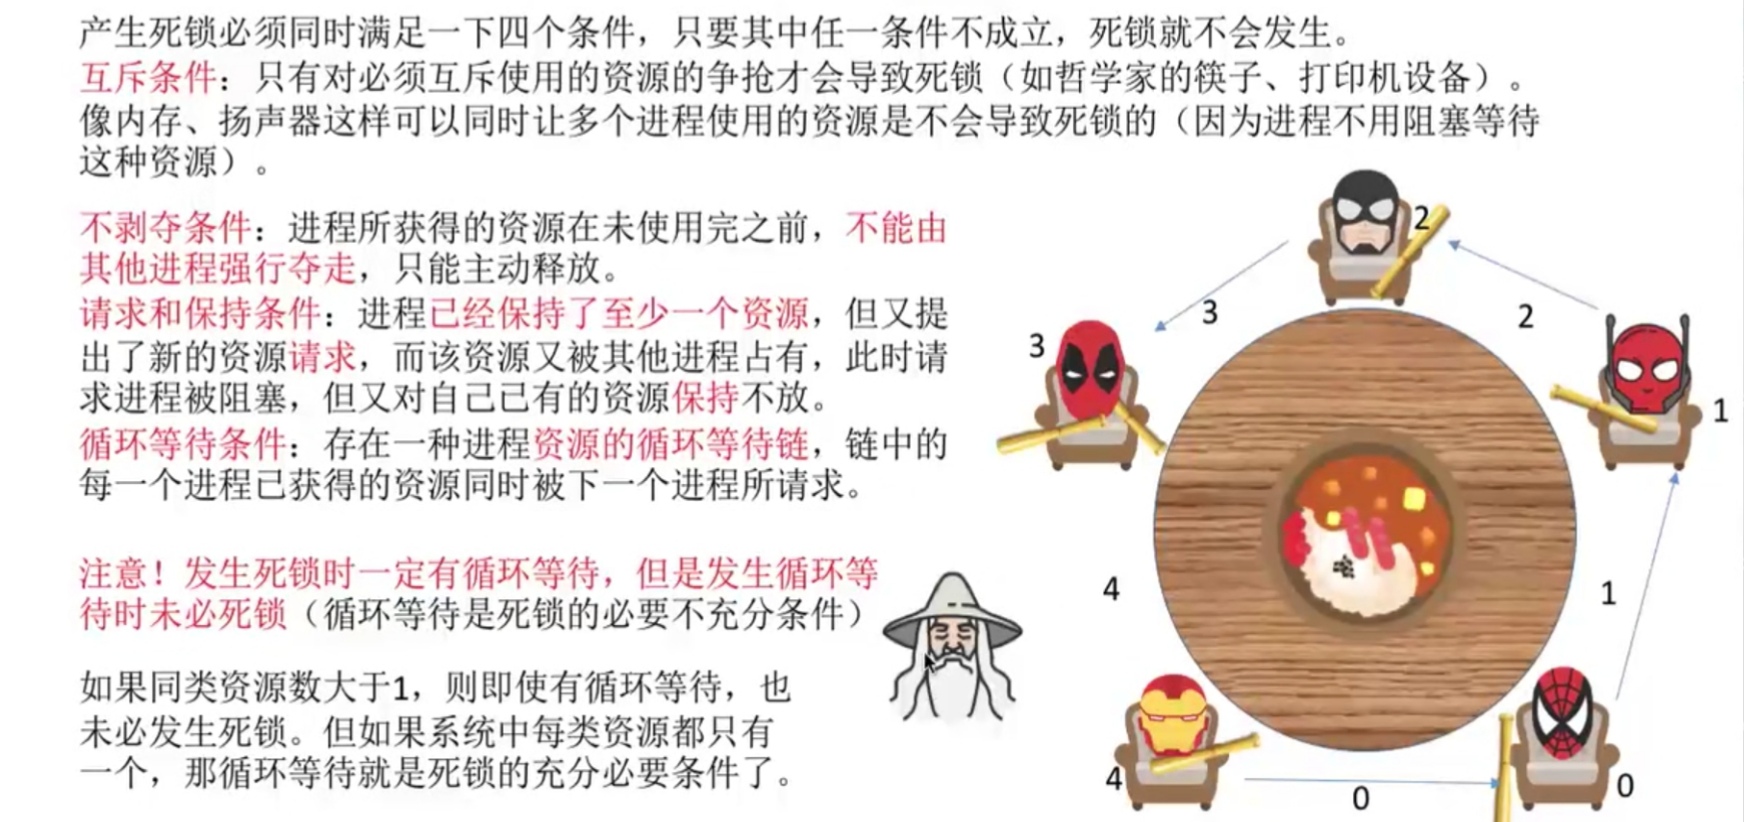 产生死锁必须同时满足一下四个条件，只要其中任一条件不成立，死锁就不会发生。
互斥条件：只有对必须互斥使用的资源的争抢才会导致死锁（如哲学家的筷子、打印机设备）。
像内存、扬声器这样可以同时让多个进程使用的资源是不会导致死锁的（因为进程不用阻塞等待
这种资源）。
不剥夺条件：进程所获得的资源在未使用完之前，不能由
其他进程强行夺走，只能主动释放。
请求和保持条件：进程已经保持了至少一个资源，但又提
出了新的资源请求，而该资源又被其他进程占有，此时请
求进程被阻塞，但又对自己已有的资源保持不放。
循环等待条件：存在一种进程资源的循环等待链，链中的
每一个进程已获得的资源同时被下一个进程所请求。
注意！发生死锁时一定有循环等待，但是发生循环等
待时未必死锁（循环等待是死锁的必要不充分条件）
如果同类资源数大于1，则即使有循环等待，也
未必发生死锁。但如果系统中每类资源都只有
一个，那循环等待就是死锁的充分必要条件了。
2
3
2
3
1
4
1
4
0
0